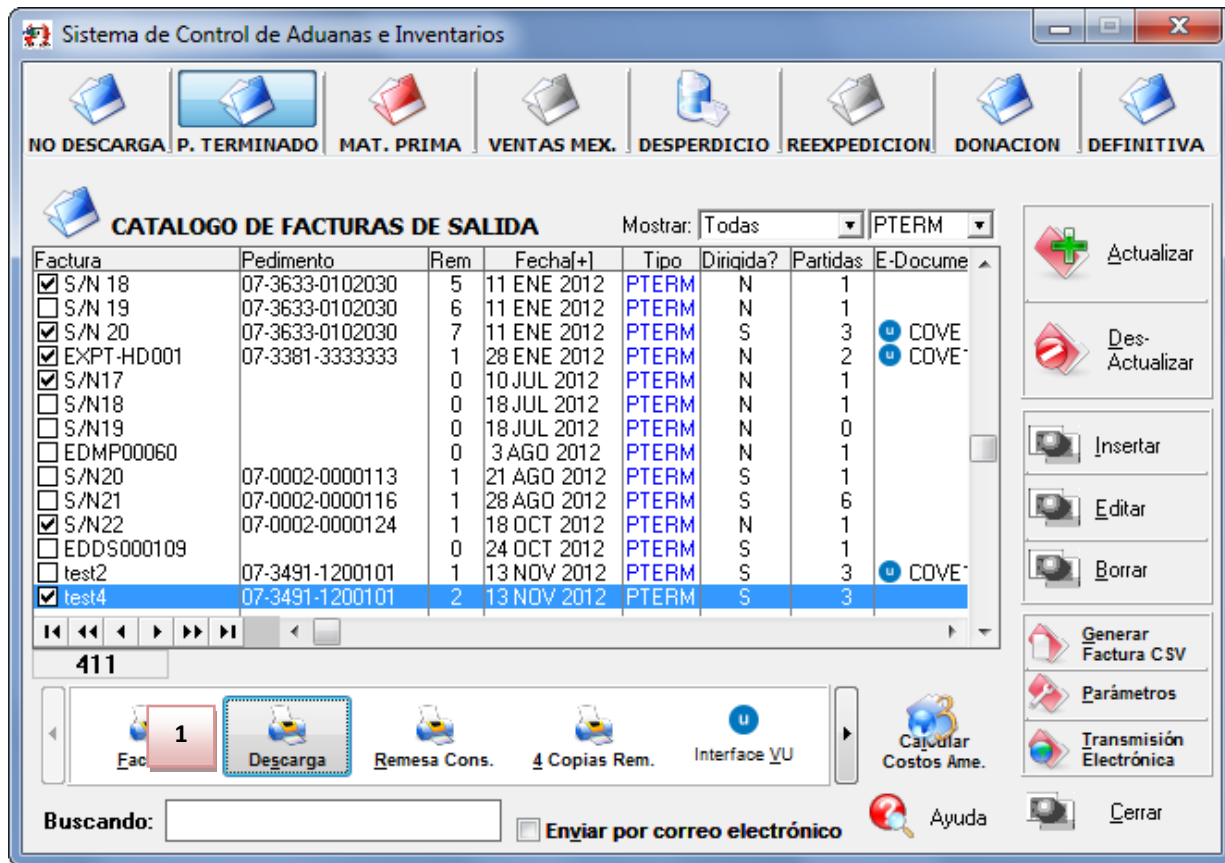 Sistema de Control de Aduanas e Inventarios
NO DESCARGA P. TERMINADO MAT. PRIMA VENTAS MEX. DESPERDICIO REEXPEDICION DONACION DEFINITIVA
CATALOGO DE FACTURAS DE SALIDA Mostrar: Todas PTERM
Factura Pedimento Rem Fecha[+] Tipo Dirigida? Partidas E-Docume
S/N 18 07-3633-0102030 5 11 ENE 2012 PTERM N 1
S/N 19 07-3633-0102030 6 11 ENE 2012 PTERM N 1
S/N 20 07-3633-0102030 7 11 ENE 2012 PTERM S 3 u COVE
EXPT-HD001 07-3381-3333333 1 28 ENE 2012 PTERM N 2 u COVE
S/N17 0 10 JUL 2012 PTERM N 1
S/N18 0 18 JUL 2012 PTERM N 1
S/N19 0 18 JUL 2012 PTERM N 0
EDMP00060 0 3 AGO 2012 PTERM N 1
S/N20 07-0002-0000113 1 21 AGO 2012 PTERM S 1
S/N21 07-0002-0000116 1 28 AGO 2012 PTERM S 6
S/N22 07-0002-0000124 1 18 OCT 2012 PTERM N 1
EDDS000109 0 24 OCT 2012 PTERM S 1
test2 07-3491-1200101 1 13 NOV 2012 PTERM S 3 u COVE
test4 07-3491-1200101 2 13 NOV 2012 PTERM S 3
411
Actualizar
Des-
Actualizar
Insertar
Editar
Borrar
Generar
Factura CSV
Parámetros
Transmisión
Electrónica
Cerrar
1
Fac
Descarga
Remesa Cons.
4 Copias Rem.
u
Interface VU
Calcular
Costos Ame.
Buscando:
Enviar por correo electrónico
Ayuda